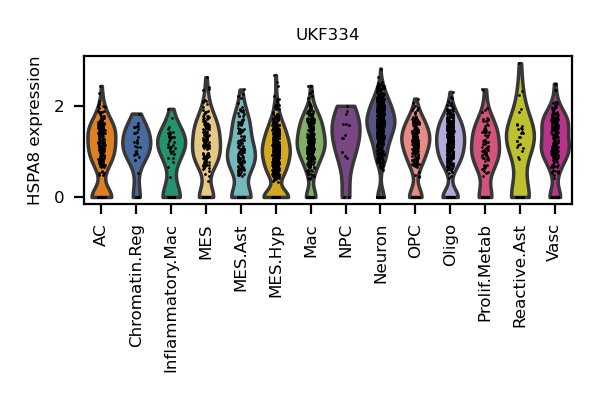 UKF334
HSPA8 expression
2
0
AC
Chromatin.Reg
Inflammatory.Mac
MES
MES.Ast
MES.Hyp
Mac
NPC
Neuron
OPC
Oligo
Prolif.Metab
Reactive.Ast
Vasc